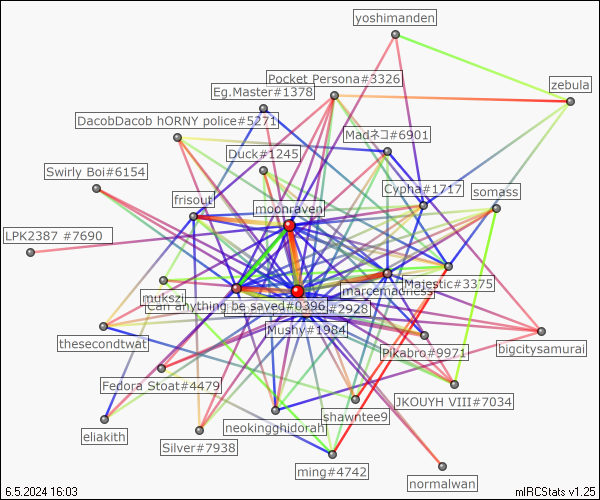 yoshimanden
Pocket Persona#3326
zebula
Eg.Master#1378
DacobDacob hORNY police#5271
Madネコ#6901
Duck#1245
Swirly Boi#6154
Cypha#1717
somass
frisout
moonraven
LPK2387 #7690
Majestic#3375
marcemadness
mukszi
Can anything be saved#0396
#2928
Mushy#1984
thesecondtwat
Pikabro#9971
bigcitysamurai
Fedora Stoat#4479
JKOUYH VIII#7034
neokingghidorah
shawntee9
eliakith
Silver#7938
ming#4742
normalwan
6.5.2024 16:03
mIRCStats v1.25